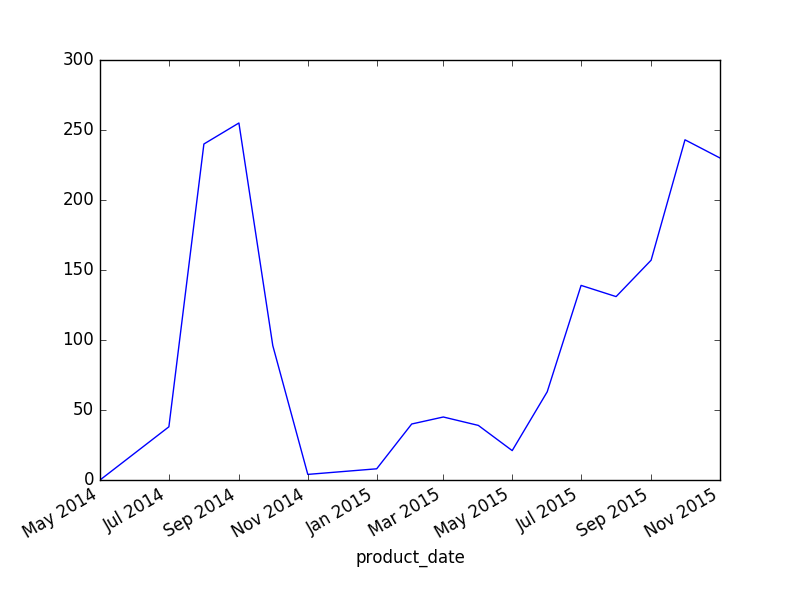 300
250
200
150
100
50
0
May 2014
Jul 2014
Sep 2014
Nov 2014
Jan 2015
Mar 2015
May 2015
Jul 2015
Sep 2015
Nov 2015
product_date